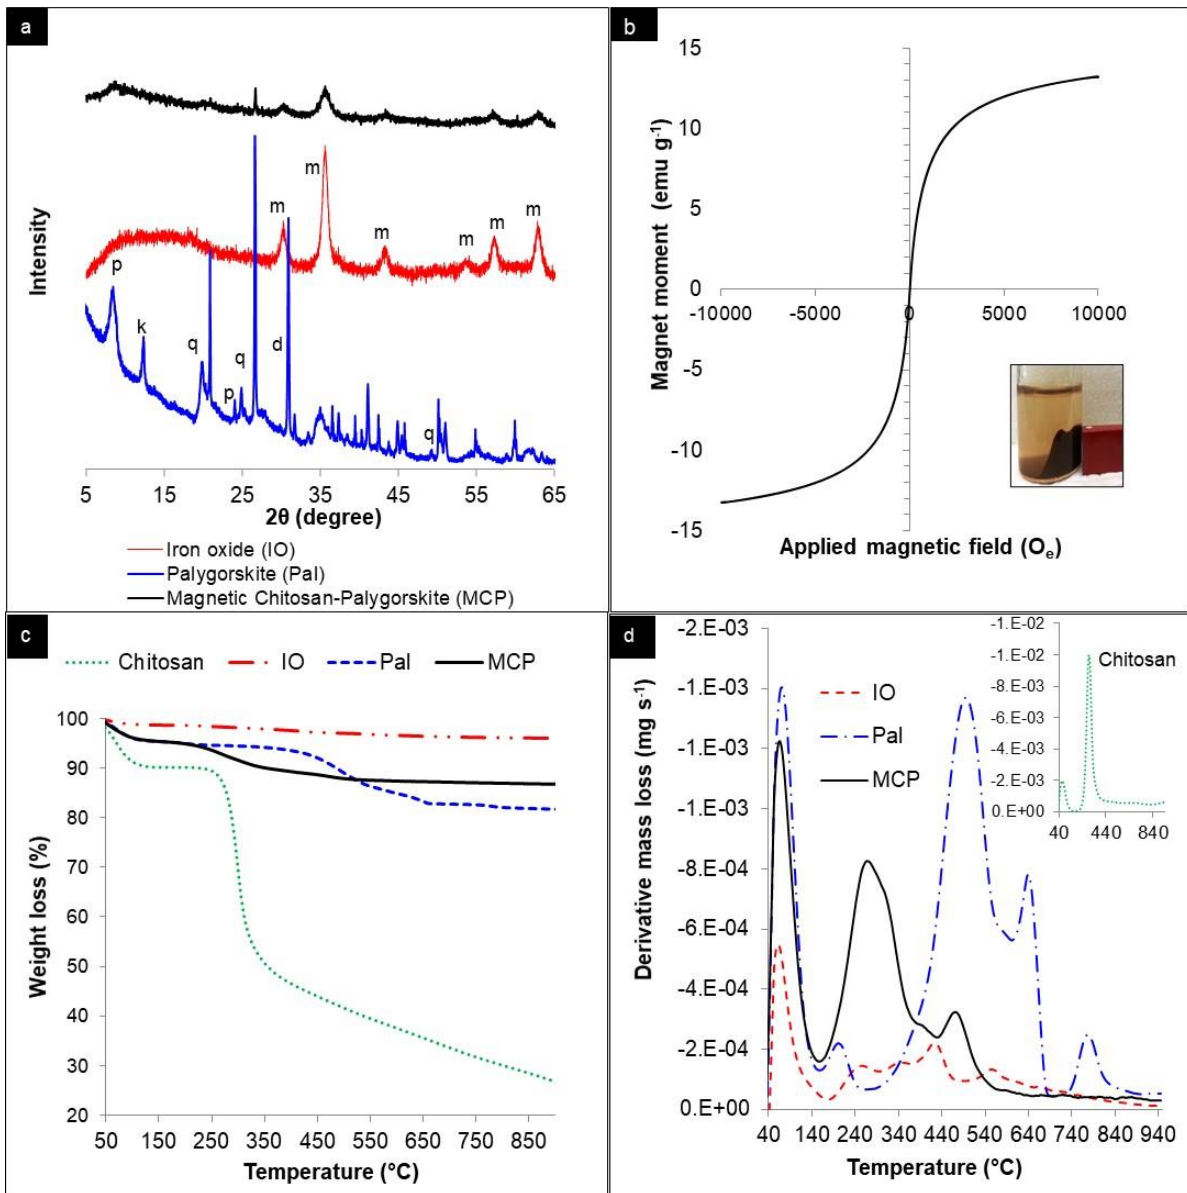 a
Intensity
m
m
m
m
m
m
p
k
q
p
q
d
q
5 15 25 35 45 55 65
2θ (degree)
Iron oxide (IO)
Palygorskite (Pal)
Magnetic Chitosan-Palygorskite (MCP)
b
Magnet moment (emu g-1)
15
10
5
0
-5
-10
-15
-10000 -5000 0 5000 10000
Applied magnetic field (Oe)
c
Chitosan IO Pal MCP
Weight loss (%)
100
90
80
70
60
50
40
30
20
50 150 250 350 450 550 650 750 850
Temperature (°C)
d
Derivative mass loss (mg s-1)
-2.E-03
-1.E-03
-1.E-03
-1.E-03
-8.E-04
-6.E-04
-4.E-04
-2.E-04
0.E+00
IO
Pal
MCP
-1.E-02
-1.E-02
-8.E-03
-6.E-03
-4.E-03
-2.E-03
0.E+00
Chitosan
40 440 840
40 140 240 340 440 540 640 740 840 940
Temperature (°C)